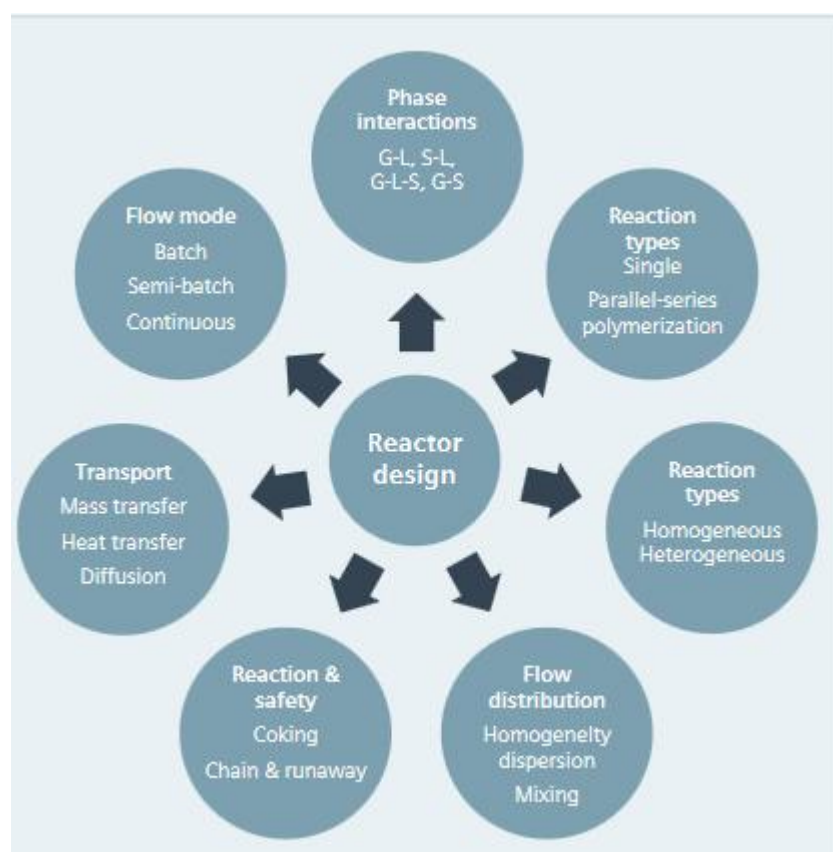 Phase
interactions
G-L, S-L,
G-L-S, G-S
Flow mode
Batch
Semi-batch
Continuous
Reaction
types
Single
Parallel-series
polymerization
Reactor
design
Transport
Mass transfer
Heat transfer
Diffusion
Reaction
types
Homogeneous
Heterogeneous
Reaction &
safety
Coking
Chain & runaway
Flow
distribution
Homogenelty
dispersion
Mixing